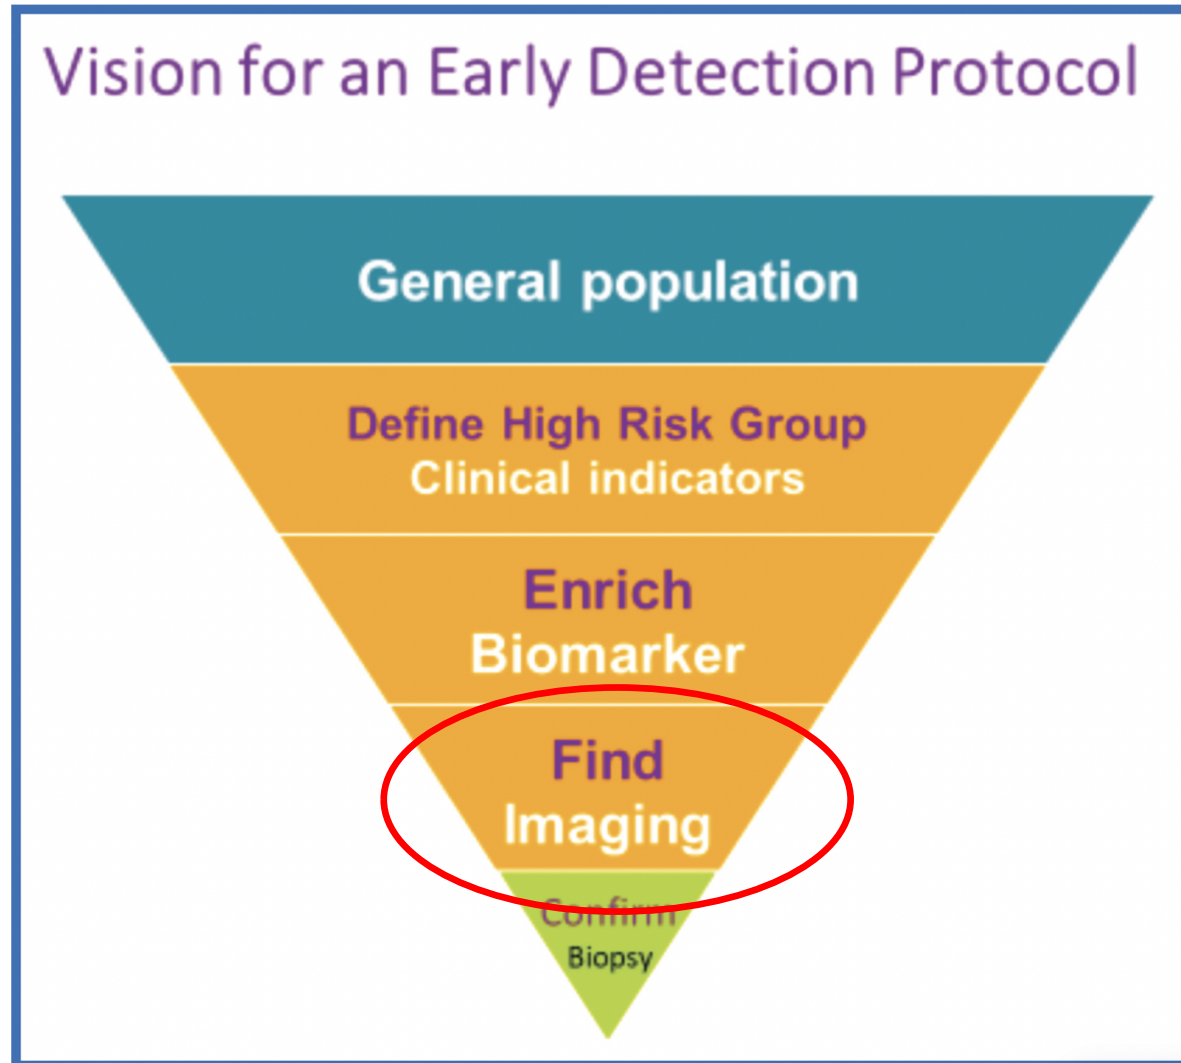 Vision for an Early Detection Protocol
General population
Define High Risk Group
Clinical indicators
Enrich
Biomarker
Find
Imaging
Confirm
Biopsy